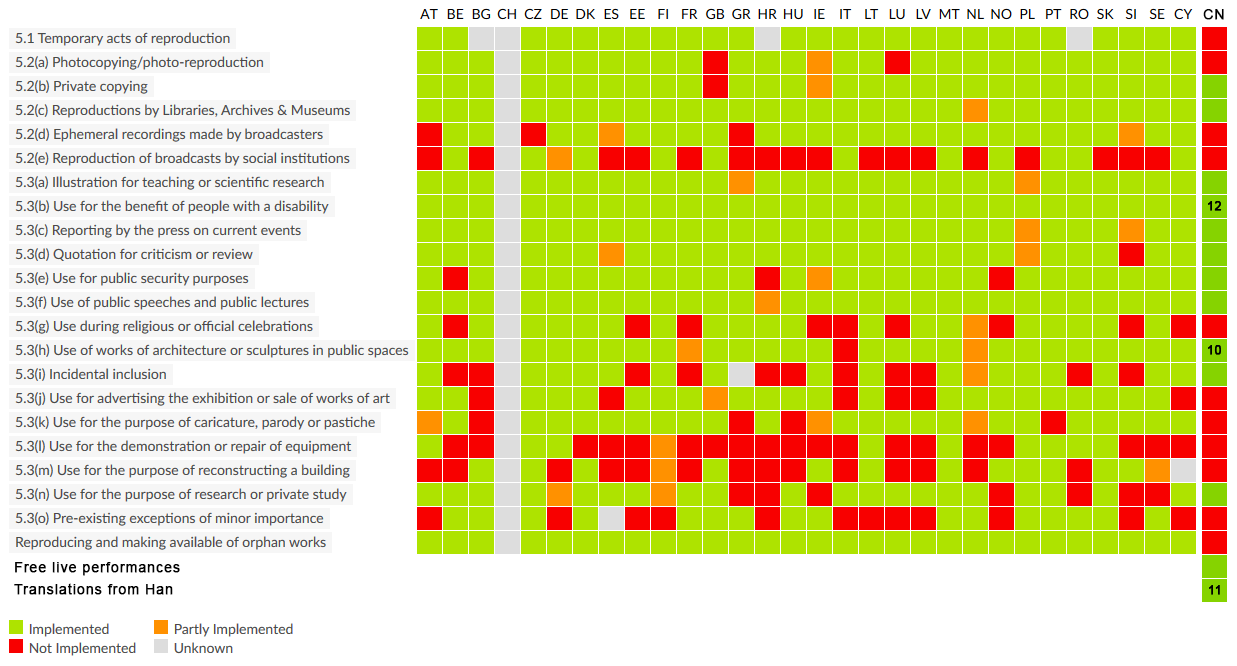 AT BE BG CH CZ DE DK ES EE FI FR GB GR HR HU IE IT LT LU LV MT NL NO PL PT RO SK SI SE CY CN
5.1 Temporary acts of reproduction
5.2(a) Photocopying/photo-reproduction
5.2(b) Private copying
5.2(c) Reproductions by Libraries, Archives & Museums
5.2(d) Ephemeral recordings made by broadcasters
5.2(e) Reproduction of broadcasts by social institutions
5.3(a) Illustration for teaching or scientific research
5.3(b) Use for the benefit of people with a disability 12
5.3(c) Reporting by the press on current events
5.3(d) Quotation for criticism or review
5.3(e) Use for public security purposes
5.3(f) Use of public speeches and public lectures
5.3(g) Use during religious or official celebrations
5.3(h) Use of works of architecture or sculptures in public spaces 10
5.3(i) Incidental inclusion
5.3(j) Use for advertising the exhibition or sale of works of art
5.3(k) Use for the purpose of caricature, parody or pastiche
5.3(l) Use for the demonstration or repair of equipment
5.3(m) Use for the purpose of reconstructing a building
5.3(n) Use for the purpose of research or private study
5.3(o) Pre-existing exceptions of minor importance
Reproducing and making available of orphan works
Free live performances
Translations from Han 11
Implemented Partly Implemented
Not Implemented Unknown